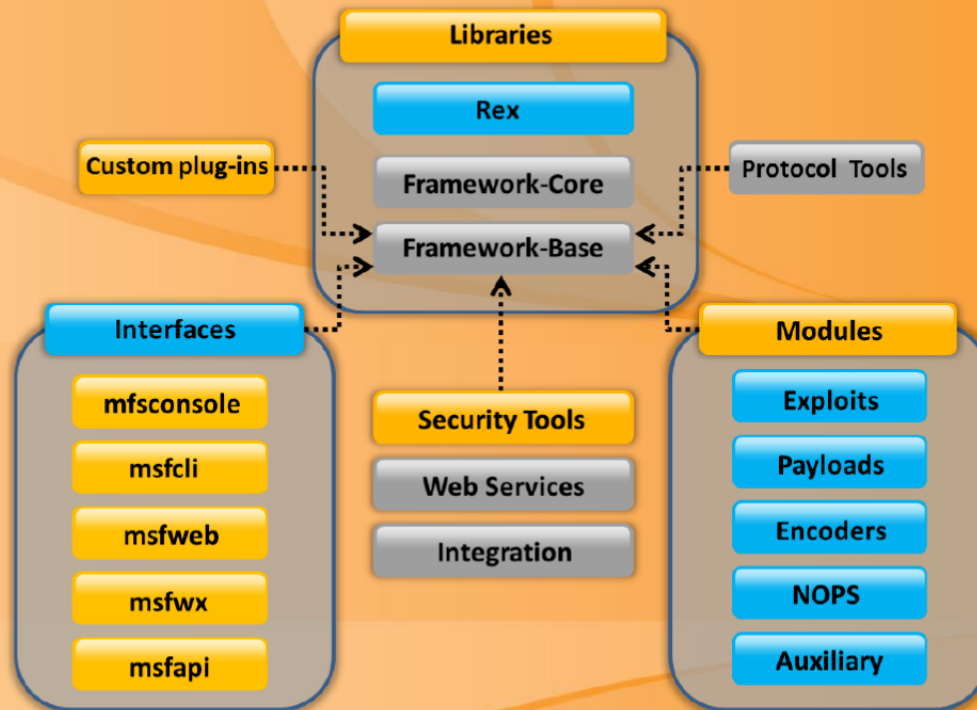 Libraries
Rex
Custom plug-ins
Framework-Core
Protocol Tools
Framework-Base
Interfaces
mfsconsole
msfcli
msfweb
msfwx
msfapi
Security Tools
Web Services
Integration
Modules
Exploits
Payloads
Encoders
NOPS
Auxiliary